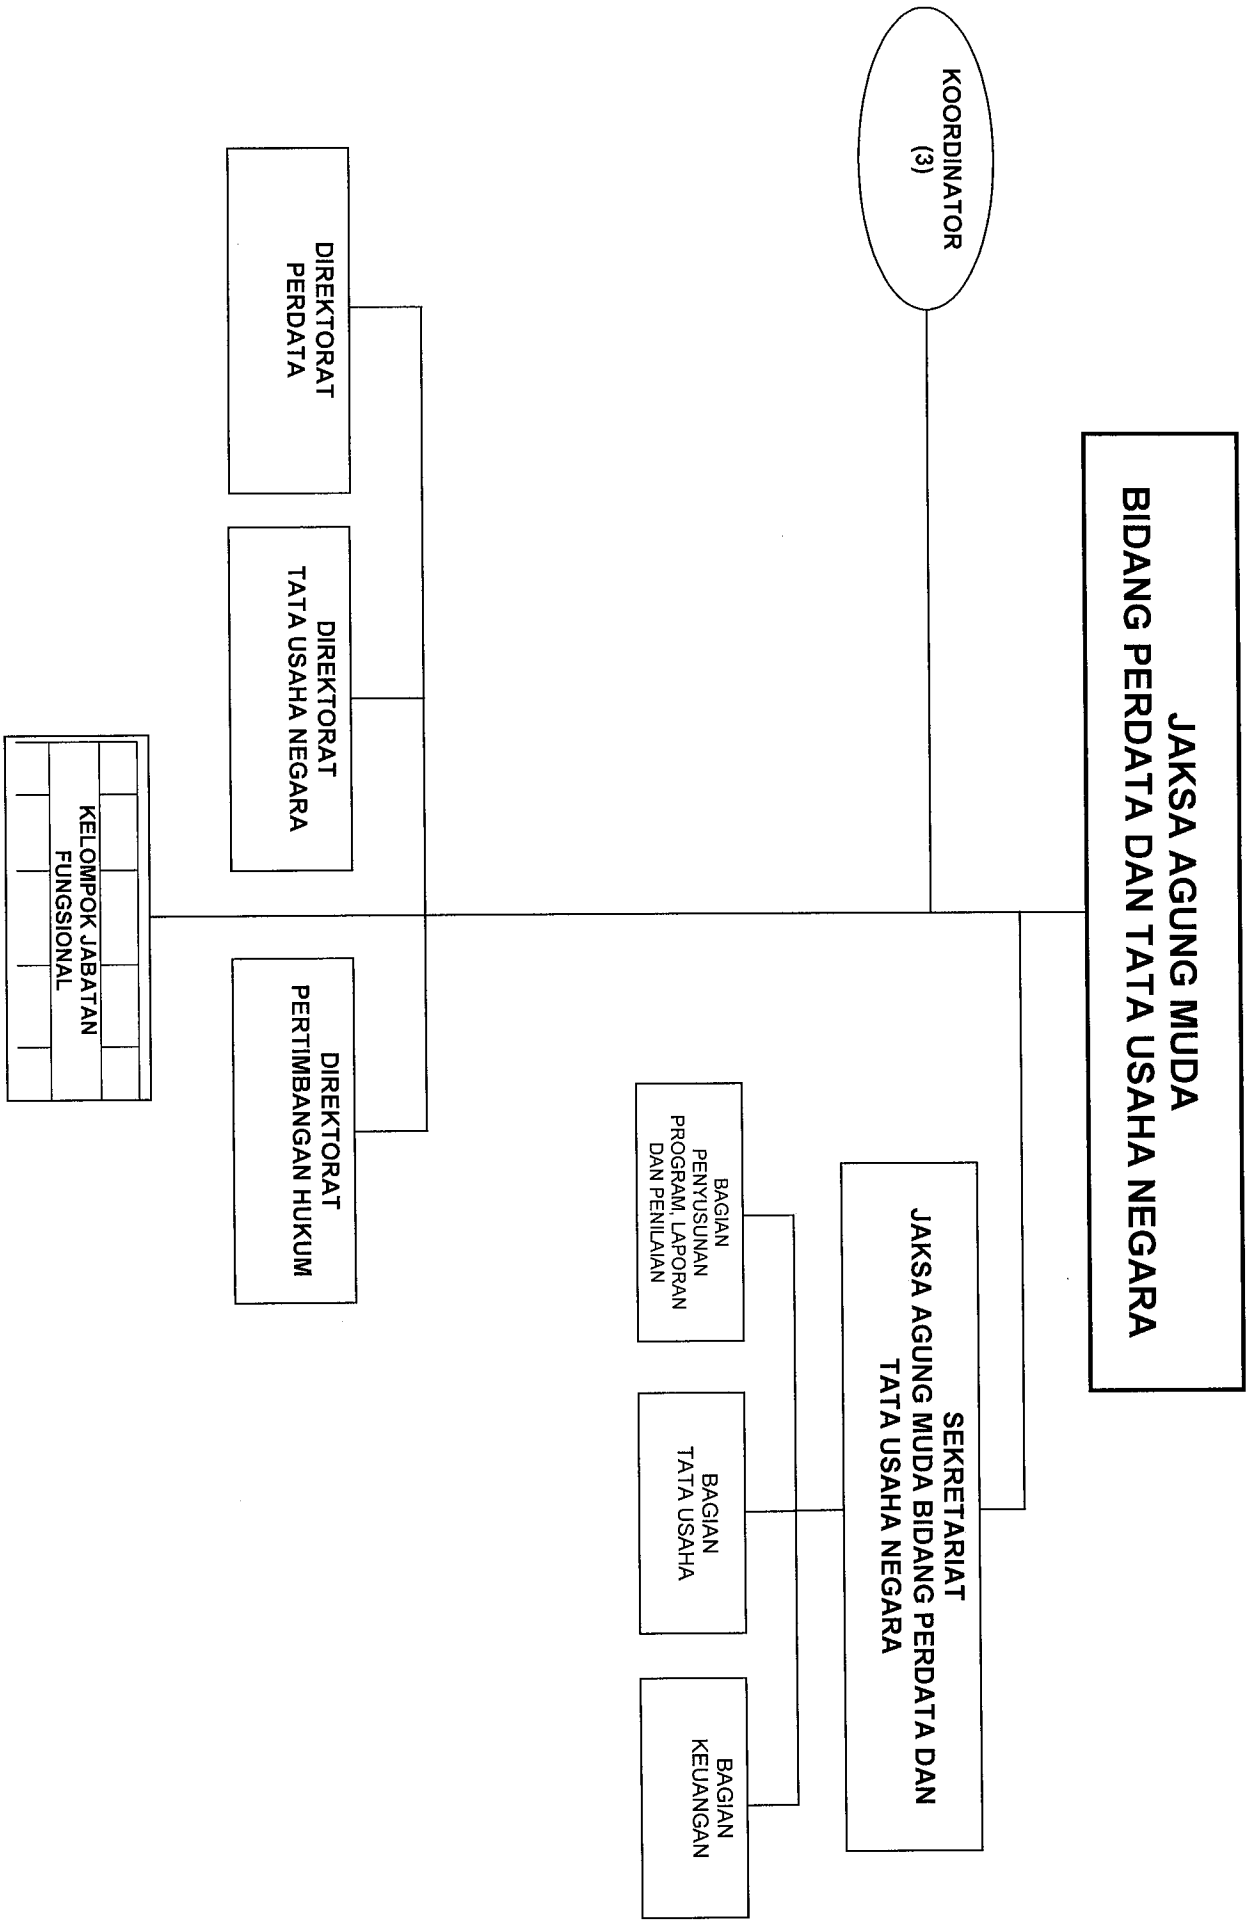 JAKSA AGUNG MUDA
BIDANG PERDATA DAN TATA USAHA NEGARA
KOORDINATOR
(3)
SEKRETARIAT
JAKSA AGUNG MUDA BIDANG PERDATA DAN
TATA USAHA NEGARA
BAGIAN
PENYUSUNAN
PROGRAM, LAPORAN
DAN PENILAIAN
BAGIAN
TATA USAHA
BAGIAN
KEUANGAN
DIREKTORAT
PERDATA
DIREKTORAT
TATA USAHA NEGARA
DIREKTORAT
PERTIMBANGAN HUKUM
KELOMPOK JABATAN
FUNGSIONAL